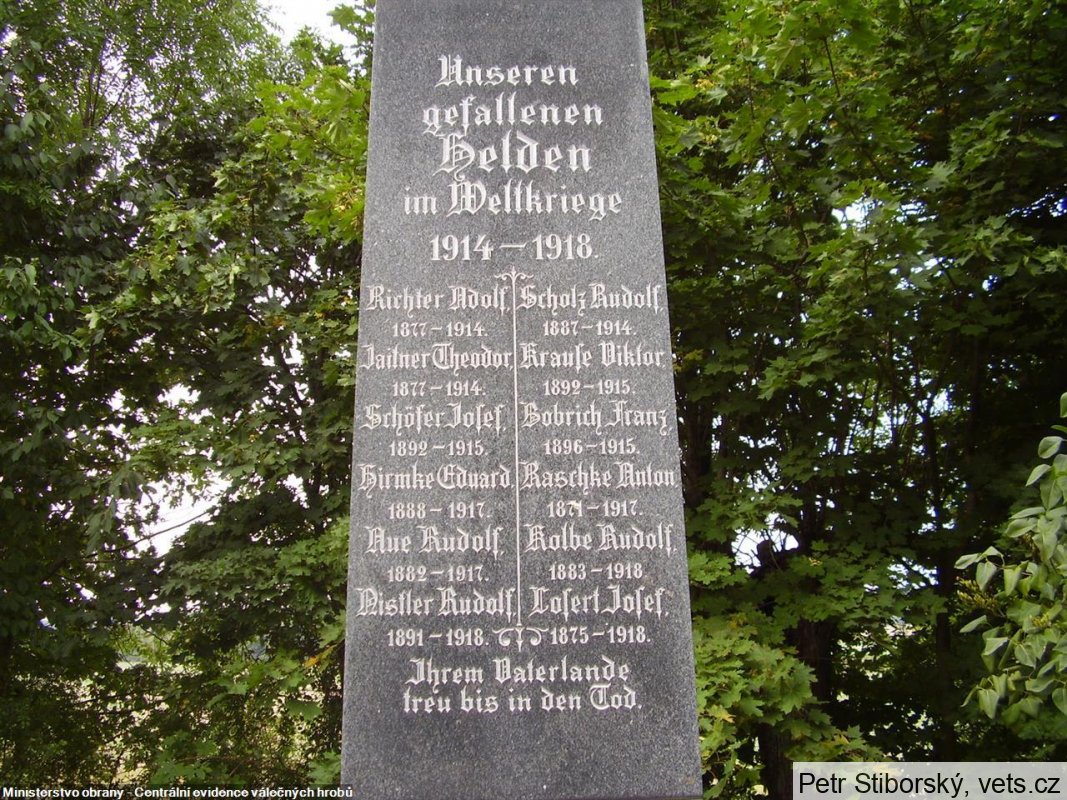 Unseren
gefallenen
Helden
im Weltkriege
1914 – 1918.
Richter Adolf, Scholz Rudolf,
1877 – 1914. 1887 – 1914.
Jaitner Theodor, Krause Viktor
1877 – 1914. 1892 – 1915.
Schöfer Josef, Bobrich Franz
1892 – 1915. 1896 – 1915.
Hirmke Eduard, Raschke Anton
1888 – 1917. 1871 – 1917.
Aue Rudolf, Kolbe Rudolf,
1882 – 1917. 1883 – 1918.
Nistler Rudolf, Losert Josef,
1891 – 1918. 1875 – 1918.
Ihrem Vaterlande
treu bis in den Tod.
Ministerstvo obrany - Centrální evidence válečných hrobů
Petr Stiborský, vets.cz